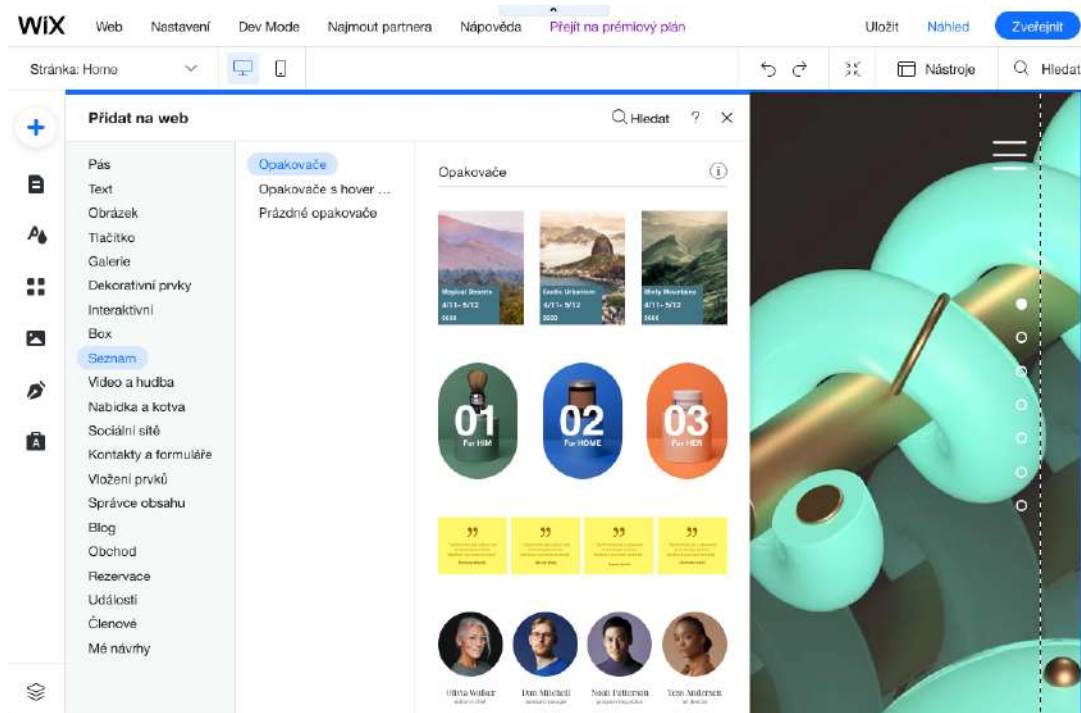 WiX Web Nastavení Dev Mode Najmout partnera Nápověda Přejít na prémiový plán Uložit Náhled Zveřejnit
Stránka: Home Nástroje Hledat
Přidat na web Hledat ?
Pás
Text
Obrázek
Tlačítko
Galerie
Dekorativní prvky
Interaktivní
Box
Seznam
Video a hudba
Nabídka a kotva
Sociální sítě
Kontakty a formuláře
Vložení prvků
Správce obsahu
Blog
Obchod
Rezervace
Události
Členové
Mé návrhy
Opakovače
Opakovače s hover ...
Prázdné opakovače
Opakovače
Magical Deserts Exotic Urbanism Misty Mountains
4/11- 5/12 4/11- 5/12 4/11- 5/12
01 02 03
For HIM For HOME For HER
Olivia Walker Dan Mitchell Noah Patterson Tess Andersen